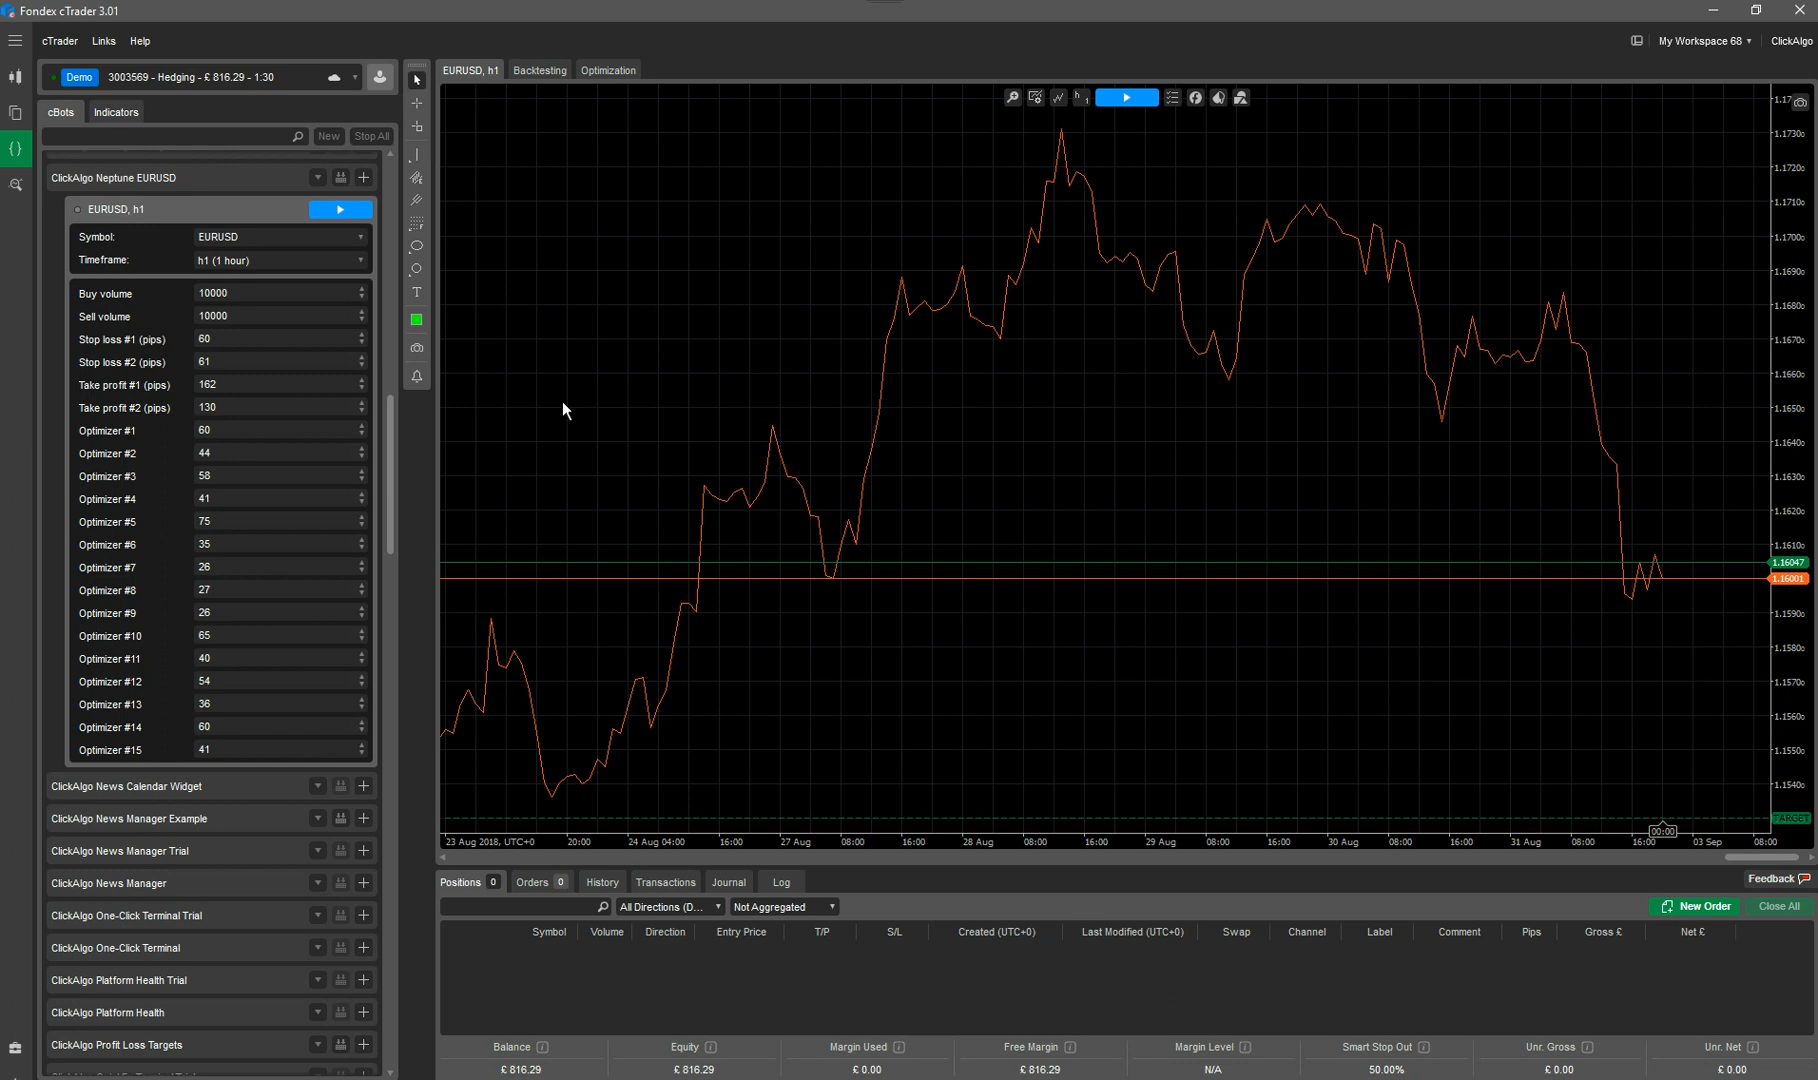 Fondex cTrader 3.01
cTrader Links Help
My Workspace 68 ClickAlgo
Demo 3003569 - Hedging - £ 816.29 - 1:30
EURUSD, h1 Backtesting Optimization
cBots Indicators
New Stop All
ClickAlgo Neptune EURUSD
EURUSD, h1
Symbol: EURUSD
Timeframe: h1 (1 hour)
Buy volume 10000
Sell volume 10000
Stop loss #1 (pips) 60
Stop loss #2 (pips) 61
Take profit #1 (pips) 162
Take profit #2 (pips) 130
Optimizer #1 60
Optimizer #2 44
Optimizer #3 58
Optimizer #4 41
Optimizer #5 75
Optimizer #6 35
Optimizer #7 26
Optimizer #8 27
Optimizer #9 26
Optimizer #10 65
Optimizer #11 40
Optimizer #12 54
Optimizer #13 36
Optimizer #14 60
Optimizer #15 41
ClickAlgo News Calendar Widget
ClickAlgo News Manager Example
ClickAlgo News Manager Trial
ClickAlgo News Manager
ClickAlgo One-Click Terminal Trial
ClickAlgo One-Click Terminal
ClickAlgo Platform Health Trial
ClickAlgo Platform Health
ClickAlgo Profit Loss Targets
T
h 1
1.17300
1.17200
1.17100
1.17000
1.16900
1.16800
1.16700
1.16600
1.16500
1.16400
1.16300
1.16200
1.16100
1.16047
1.16001
1.15900
1.15800
1.15700
1.15600
1.15500
1.15400
TARGET
00:00
23 Aug 2018, UTC+0 20:00 24 Aug 04:00 16:00 27 Aug 08:00 16:00 28 Aug 08:00 16:00 29 Aug 08:00 16:00 30 Aug 08:00 16:00 31 Aug 08:00 16:00 03 Sep 08:00
Positions 0 Orders 0 History Transactions Journal Log
Feedback
All Directions (D... Not Aggregated
New Order Close All
Symbol Volume Direction Entry Price T/P S/L Created (UTC+0) Last Modified (UTC+0) Swap Channel Label Comment Pips Gross £ Net £
Balance Equity Margin Used Free Margin Margin Level Smart Stop Out Unr. Gross Unr. Net
£ 816.29 £ 816.29 £ 0.00 £ 816.29 N/A 50.00% £ 0.00 £ 0.00